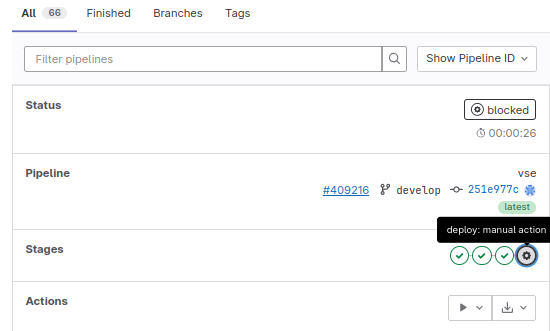 All 66 Finished Branches Tags
Filter pipelines Show Pipeline ID
Status blocked
00:00:26
Pipeline vse
#409216 develop 251e977c
latest
deploy: manual action
Stages
Actions